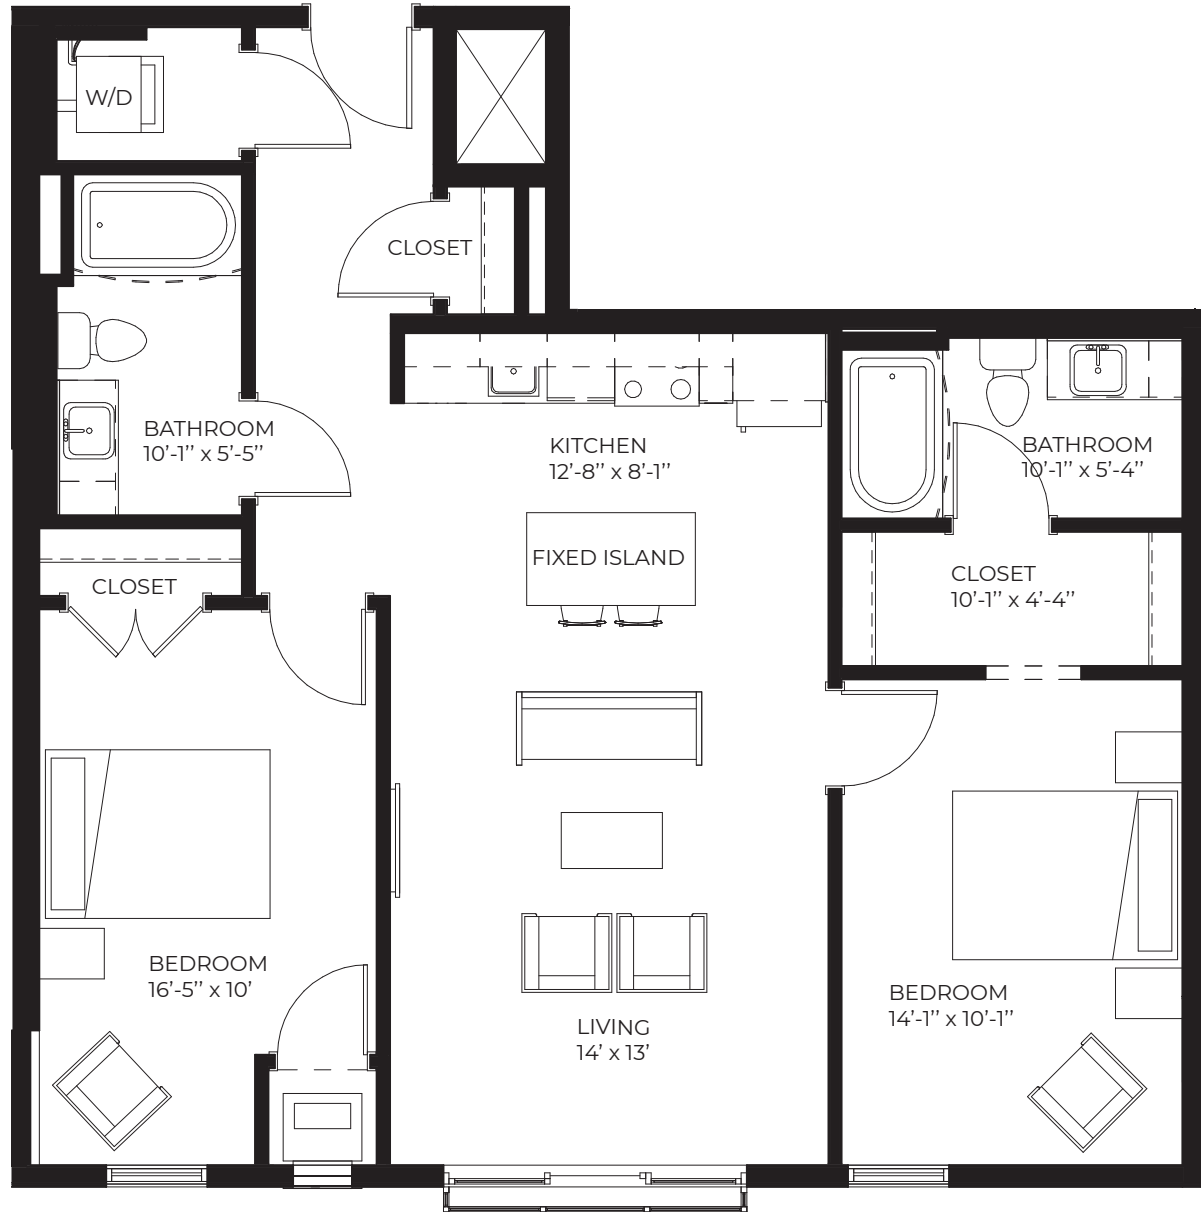 W/D
CLOSET
BATHROOM
10’-1’’ x 5’-5’’
KITCHEN
12’-8’’ x 8’-1’’
BATHROOM
10’-1’’ x 5’-4’’
FIXED ISLAND
CLOSET
CLOSET
10’-1’’ x 4’-4’’
BEDROOM
16’-5’’ x 10’
LIVING
14’ x 13’
BEDROOM
14’-1’’ x 10’-1’’